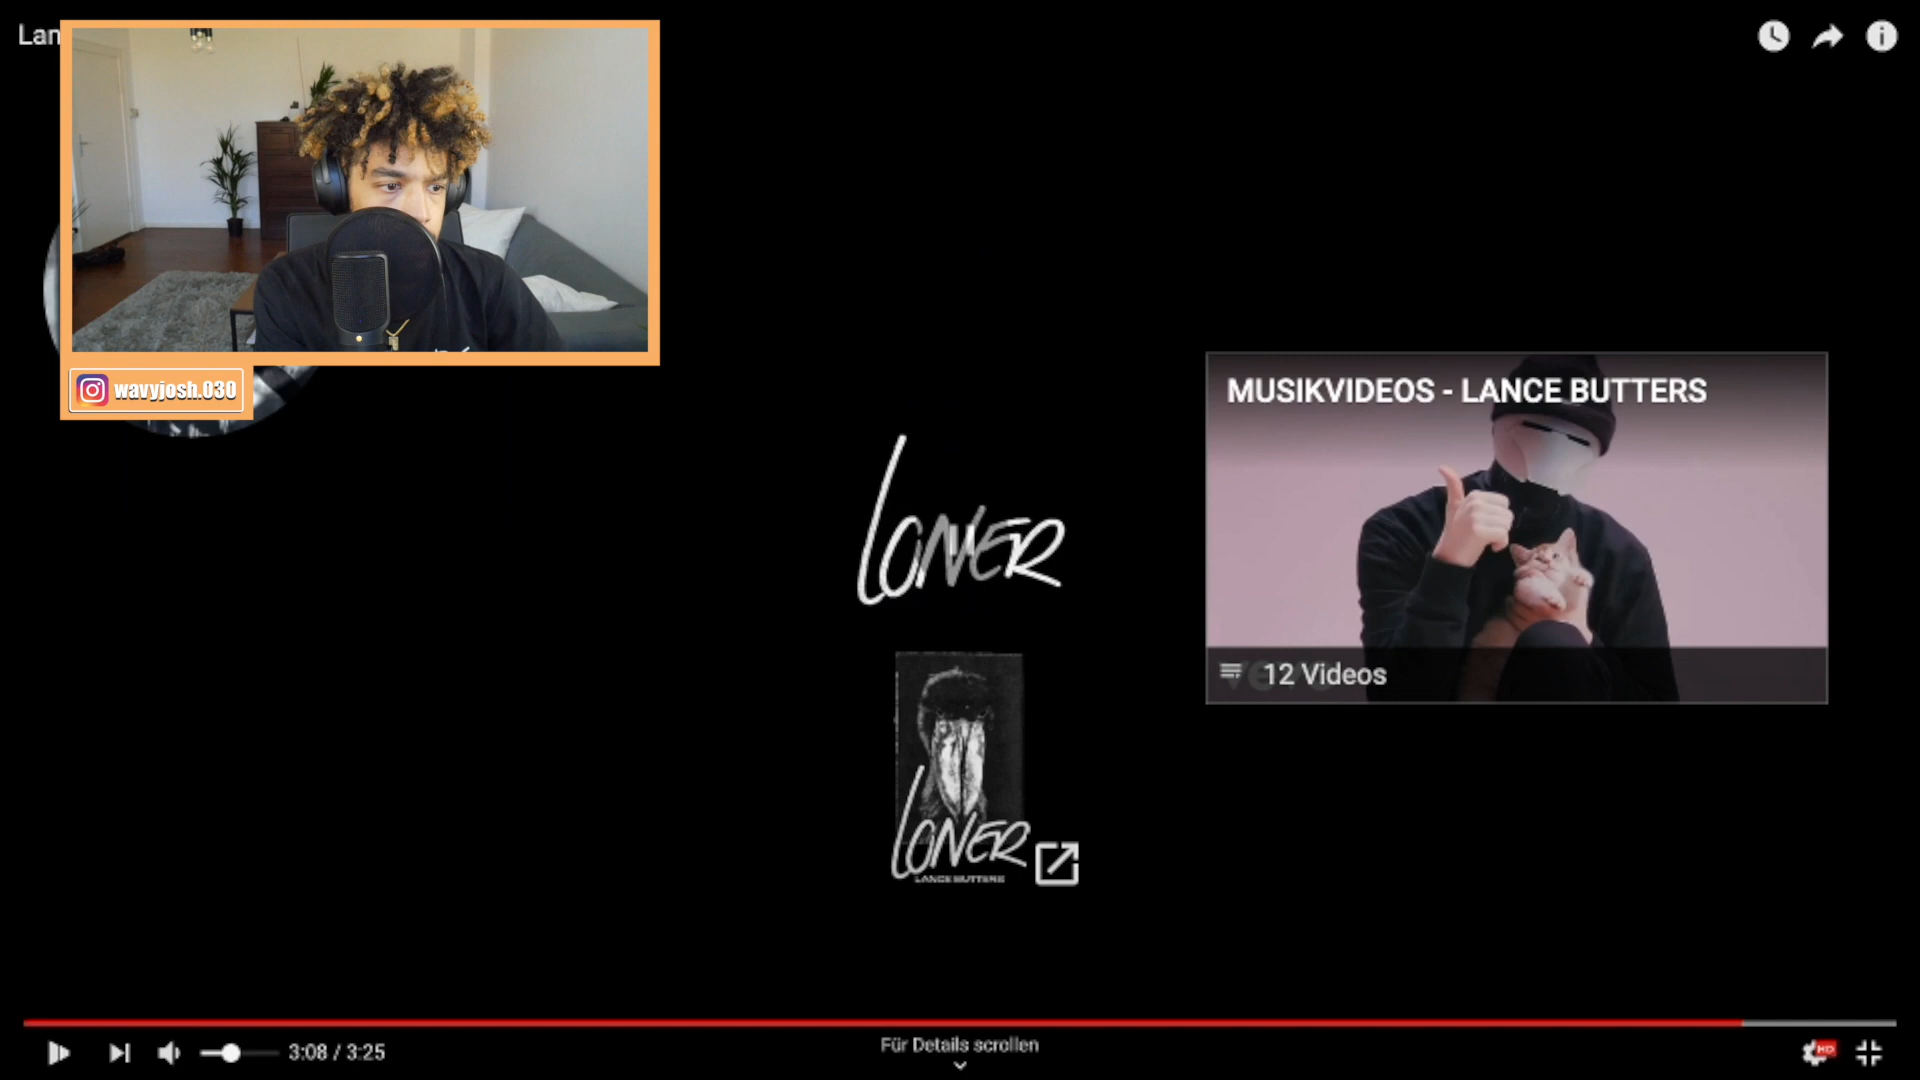 Lan
wavyjosh.030
MUSIKVIDEOS - LANCE BUTTERS
12 Videos
LONER
LONER
LANCE BUTTERS
3:08 / 3:25
Für Details scrollen
HD